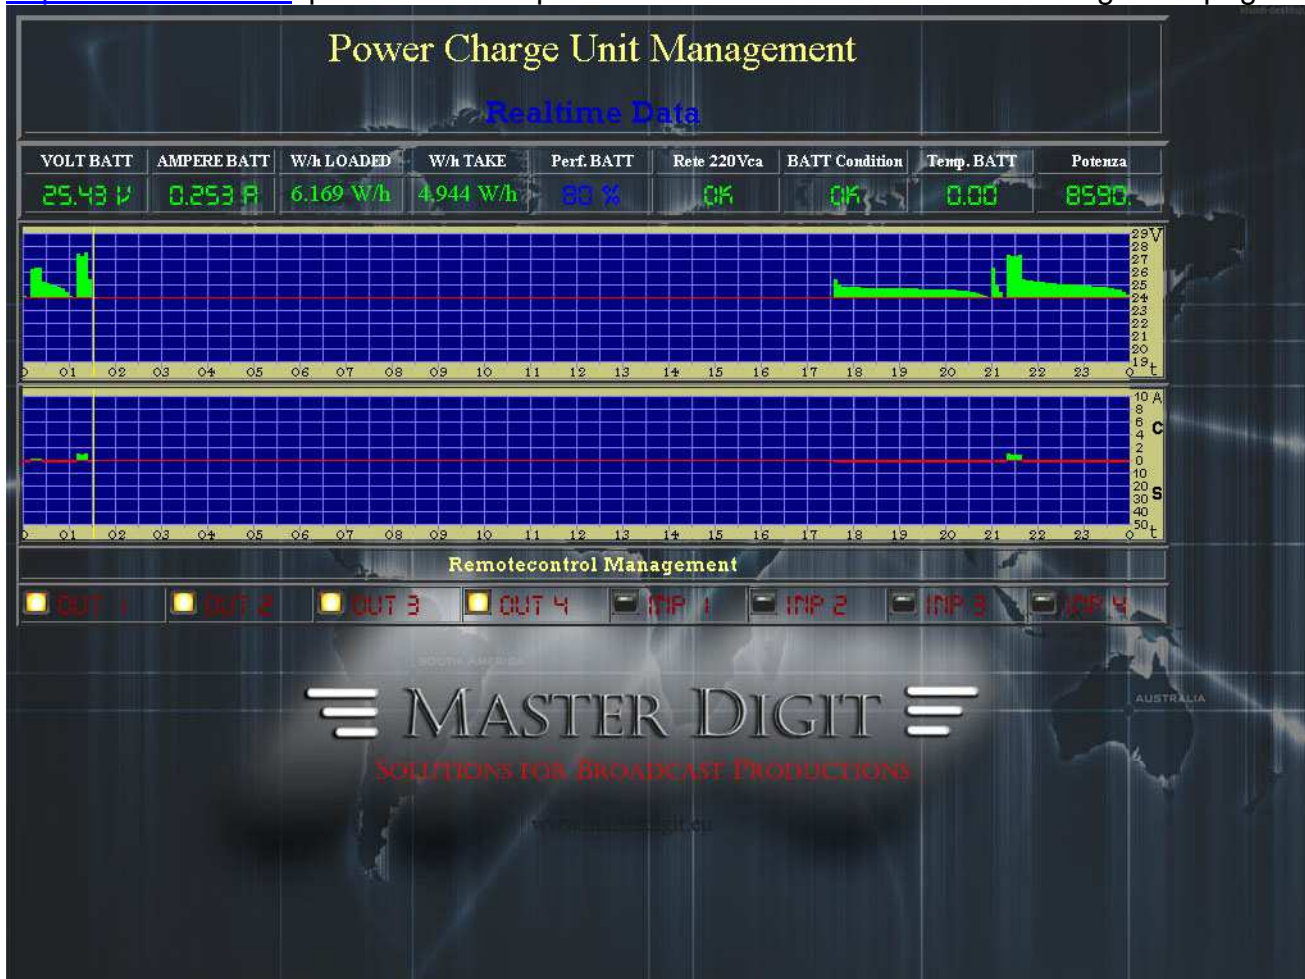 Power Charge Unit Management
Realtime Data
VOLT BATT AMPERE BATT W/h LOADED W/h TAKE Perf. BATT Rete 220Vca BATT Condition Temp. BATT Potenza
25.43 V 0.253 A 6.169 W/h 4.944 W/h 80 % OK OK 0.00 8590.
29 V
28
27
26
25
24
23
22
21
20
19 t
01 02 03 04 05 06 07 08 09 10 11 12 13 14 15 16 17 18 19 20 21 22 23 0
10 A
8
6 C
4
2
0
10
20 S
30
40
50 t
01 02 03 04 05 06 07 08 09 10 11 12 13 14 15 16 17 18 19 20 21 22 23 0
Remotecontrol Management
OUT 1 OUT 2 OUT 3 OUT 4 INP 1 INP 2 INP 3 INP 4
SOUTH AMERICA
AUSTRALIA
MASTER DIGIT
SOLUTIONS FOR BROADCAST PRODUCTIONS